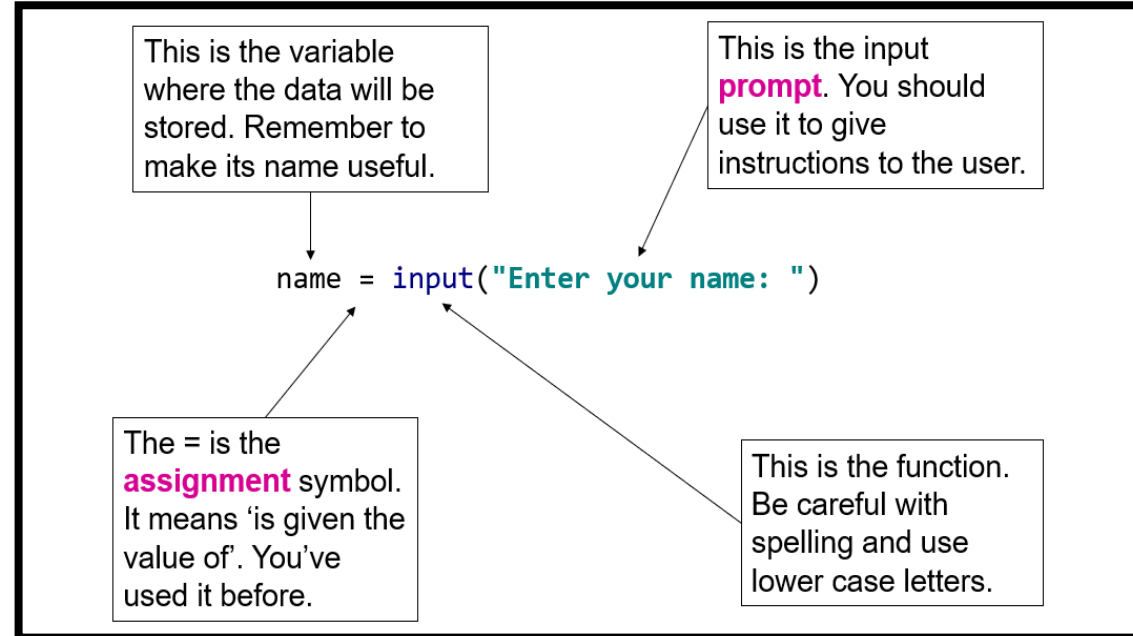 This is the variable
where the data will be
stored. Remember to
make its name useful.
This is the input
prompt. You should
use it to give
instructions to the user.
name = input("Enter your name: ")
The = is the
assignment symbol.
It means ‘is given the
value of’. You’ve
used it before.
This is the function.
Be careful with
spelling and use
lower case letters.